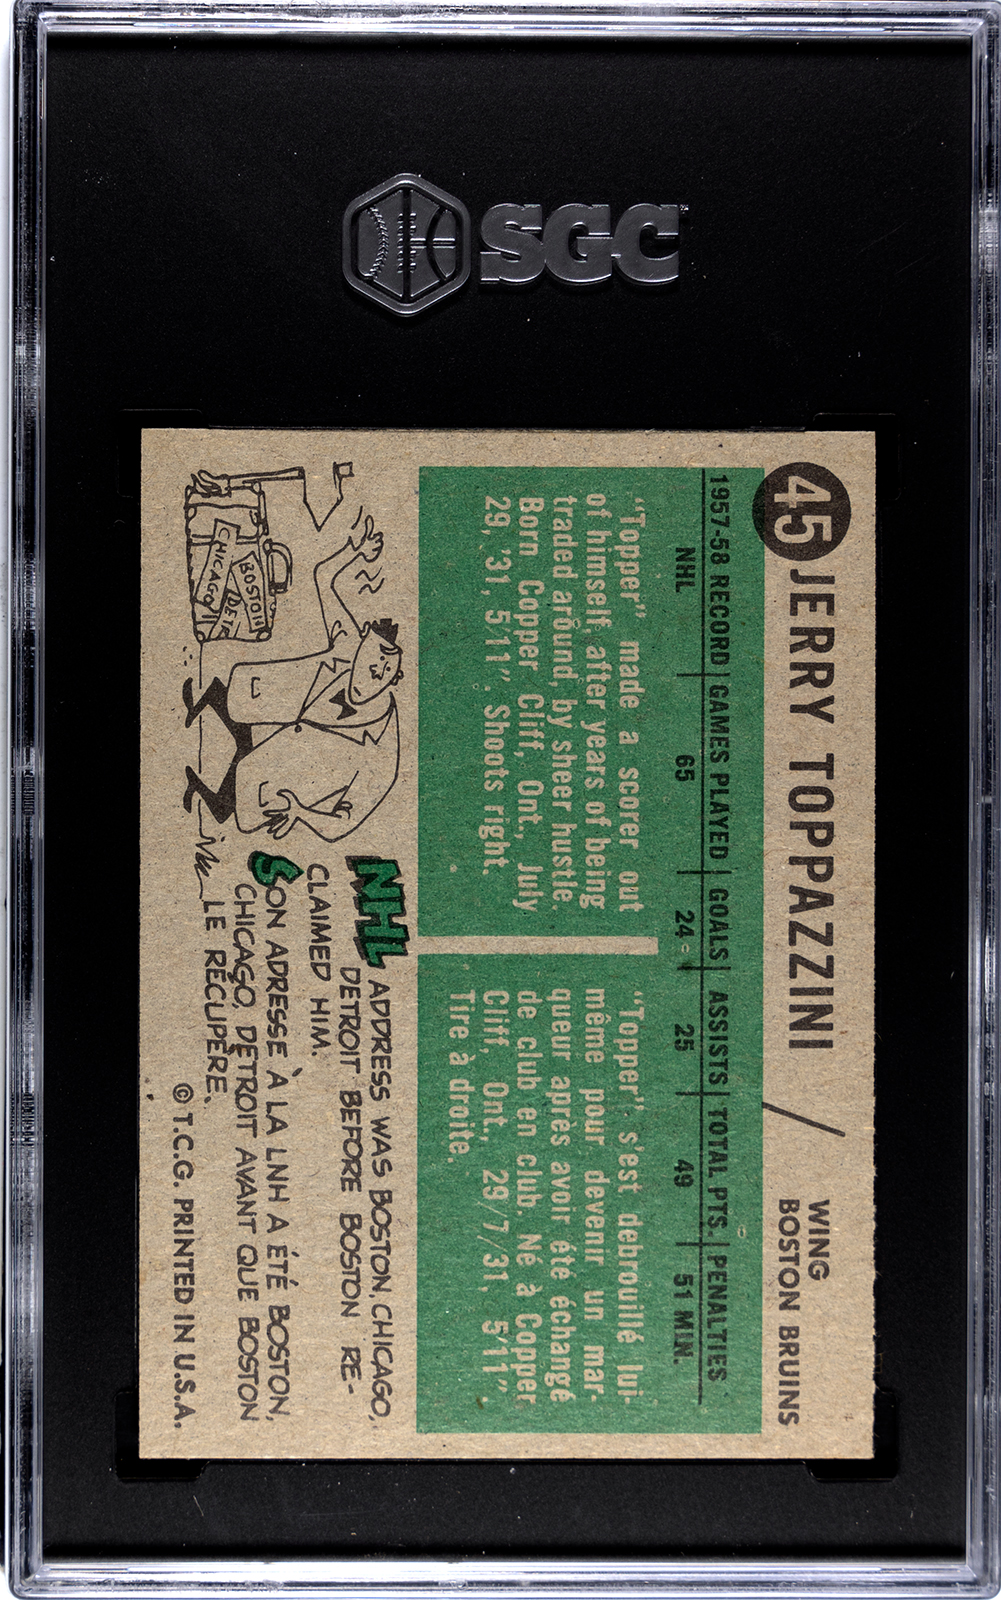 SGC
45 JERRY TOPPAZZINI / WING
BOSTON BRUINS
1957-58 RECORD GAMES PLAYED GOALS ASSISTS TOTAL PTS. PENALTIES
NHL 65 24 25 49 51 MIN.
"Topper" made a scorer out
of himself, after years of being
traded around, by sheer hustle.
Born Copper Cliff, Ont., July
29, '31, 5'11". Shoots right.
"Topper" s'est debrouillé lui-
même pour devenir un mar-
queur après avoir été échangé
de club en club. Né à Copper
Cliff, Ont., 29/7/31, 5'11".
Tire à droite.
NHL ADDRESS WAS BOSTON, CHICAGO,
DETROIT BEFORE BOSTON RE-
CLAIMED HIM.
SON ADRESSE À LA LNH A ÉTÉ BOSTON,
CHICAGO, DETROIT AVANT QUE BOSTON
LE RÉCUPÈRE.
BOSTON
DETR
CHICAGO
© T.C.G. PRINTED IN U.S.A.